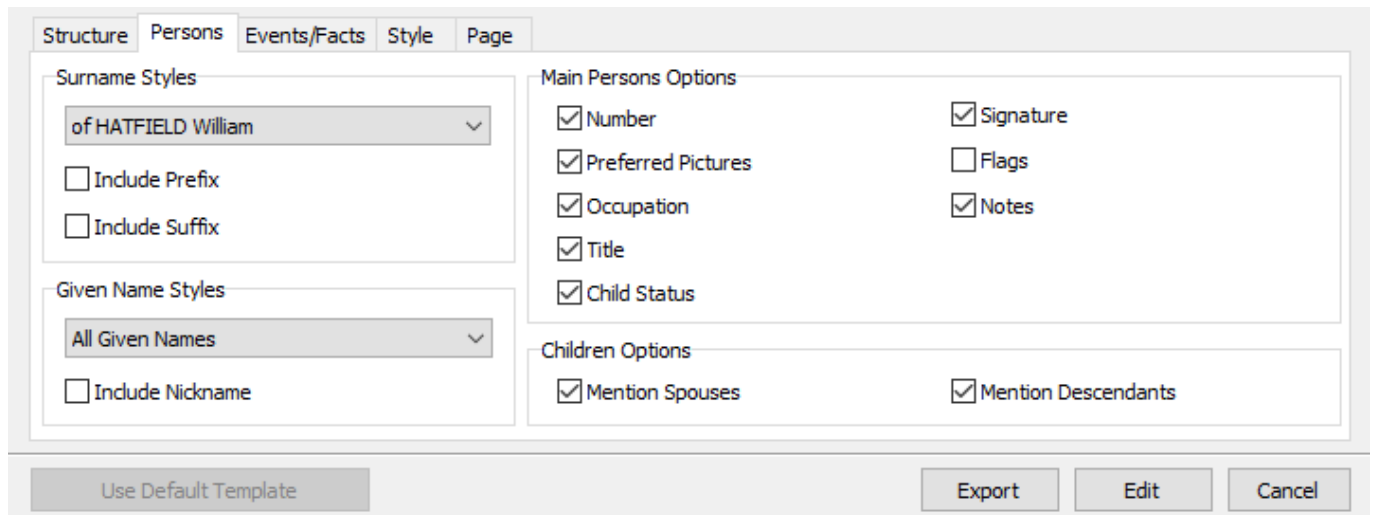 Structure Persons Events/Facts Style Page
Surname Styles
of HATFIELD William
Include Prefix
Include Suffix
Given Name Styles
All Given Names
Include Nickname
Main Persons Options
Number Signature
Preferred Pictures Flags
Occupation Notes
Title
Child Status
Children Options
Mention Spouses Mention Descendants
Use Default Template Export Edit Cancel